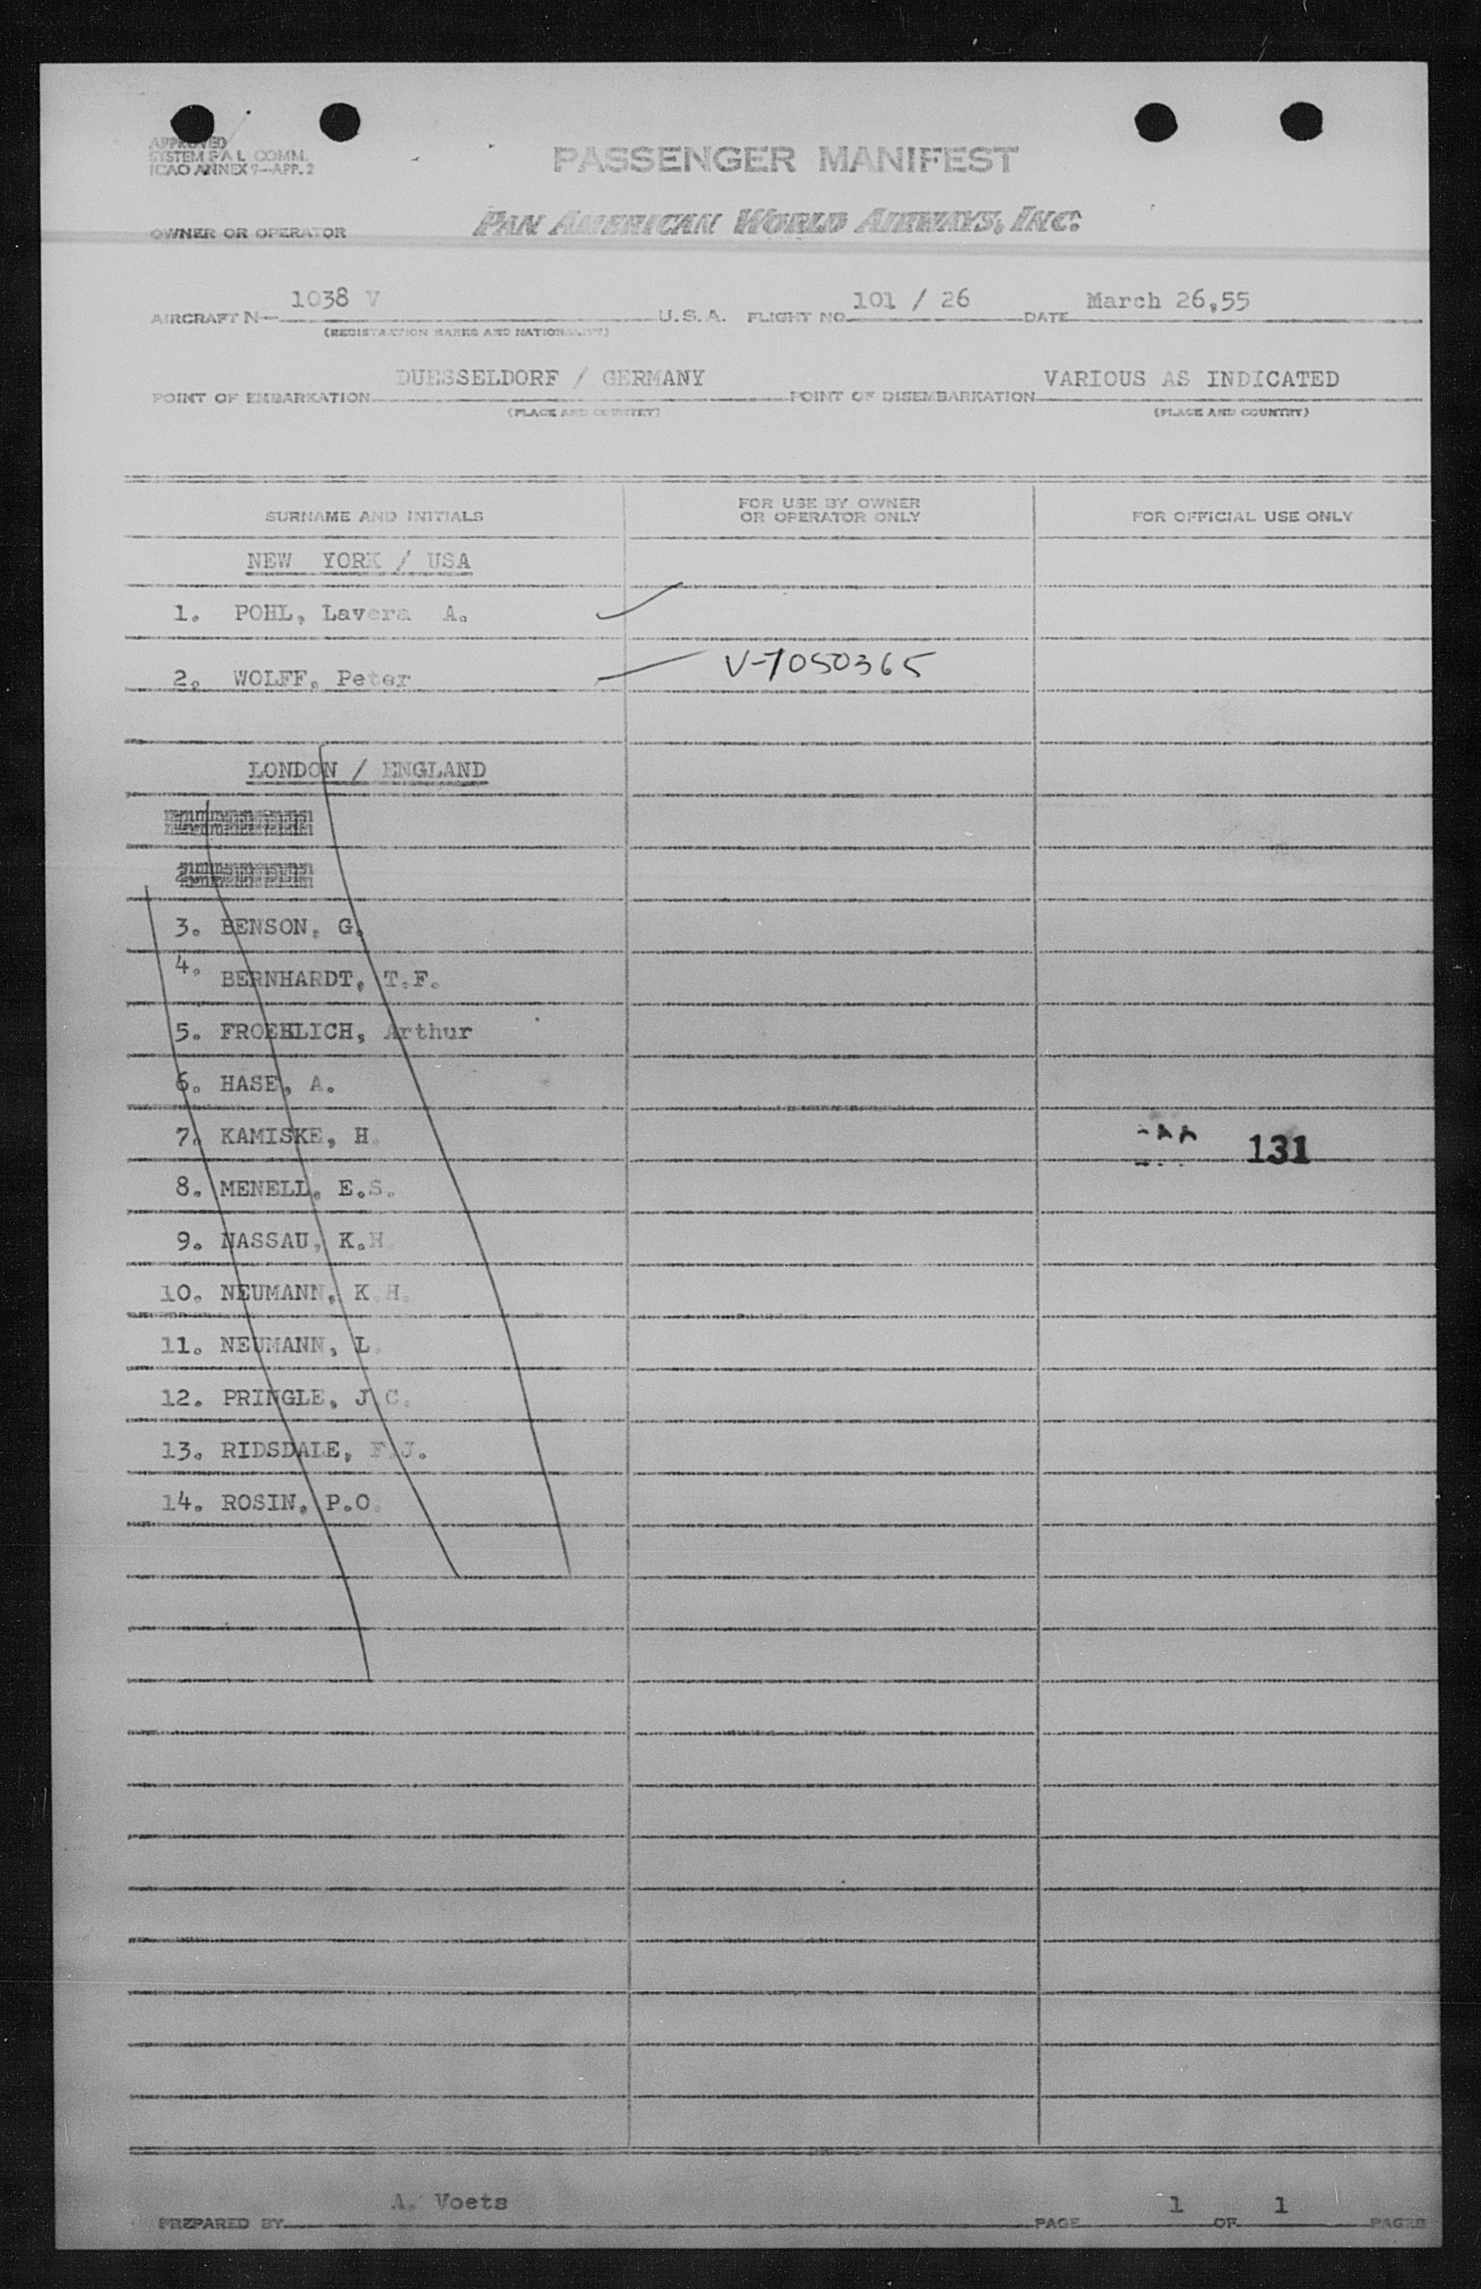 APPROVED
SYSTEM F A L COMM.
ICAO ANNEX 9—APP. 2
PASSENGER MANIFEST
OWNER OR OPERATOR
PAN AMERICAN WORLD AIRWAYS, INC.
AIRCRAFT N— 1038 V U.S.A. FLIGHT NO. 101 / 26 DATE March 26,55
(REGISTRATION MARKS AND NATIONALITY)
POINT OF EMBARKATION DUESSELDORF / GERMANY POINT OF DISEMBARKATION VARIOUS AS INDICATED
(PLACE AND COUNTRY) (PLACE AND COUNTRY)
SURNAME AND INITIALS FOR USE BY OWNER OR OPERATOR ONLY FOR OFFICIAL USE ONLY
NEW YORK / USA
1. POHL, Lavera A.
2. WOLFF, Peter V-7050365
LONDON / ENGLAND
3. BENSON, G.
4. BERNHARDT, T.F.
5. FROEHLICH, Arthur
6. HASE, A.
7. KAMISKE, H.
131
8. MENELL, E.S.
9. NASSAU, K.H.
10. NEUMANN, K.H.
11. NEUMANN, L.
12. PRINGLE, J.C.
13. RIDSDALE, F.J.
14. ROSIN, P.O.
PREPARED BY A. Voets PAGE 1 OF 1 PAGES